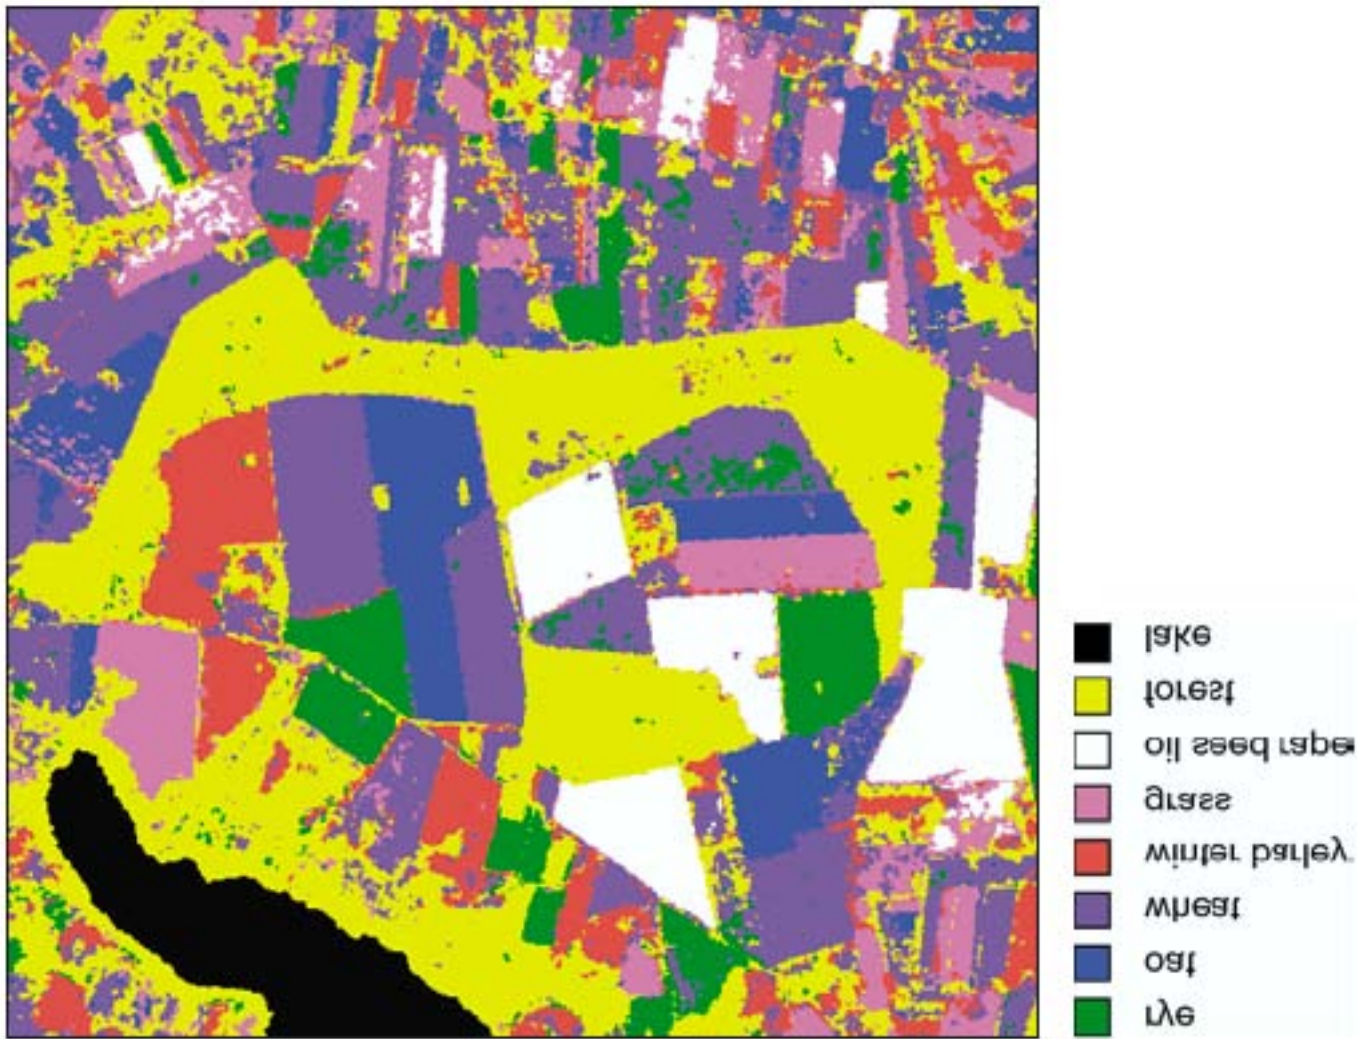 lake
forest
oil seed rape
grass
winter barley
wheat
oat
rye